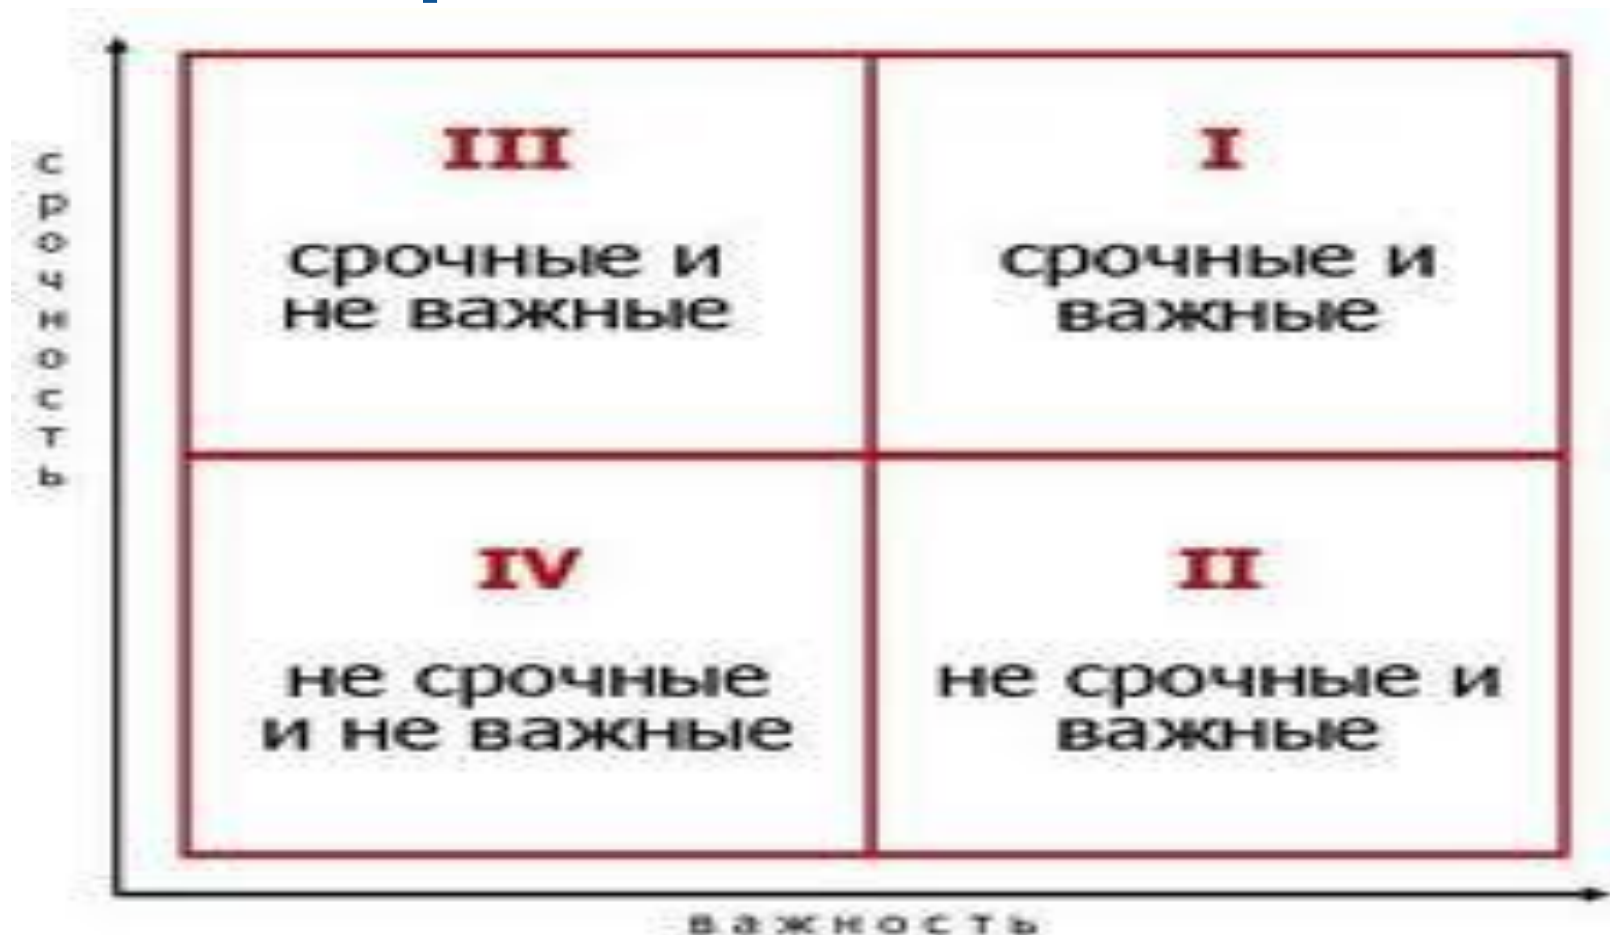 срочность
III
срочные и
не важные
I
срочные и
важные
IV
не срочные
и не важные
II
не срочные и
важные
важность